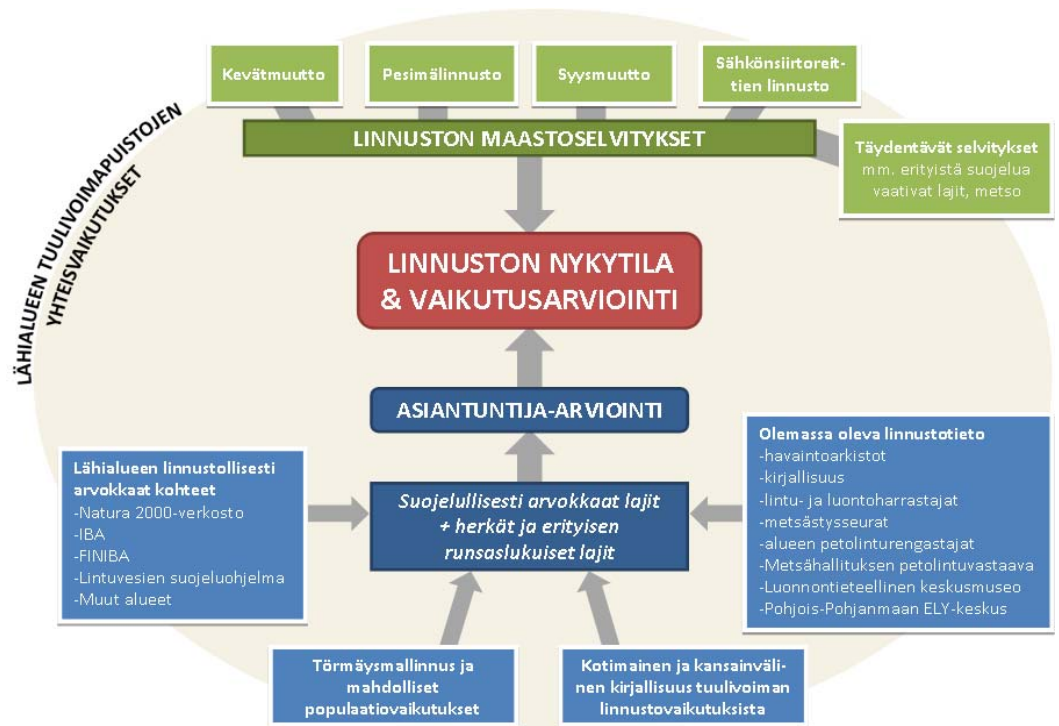 Kevätmuutto
Pesimälinnusto
Syysmuutto
Sähkönsiirtoreit-
tien linnusto
LINNUSTON MAASTOSELVITYKSET
Täydentävät selvitykset
mm. erityistä suojelua
vaativat lajit, metso
LÄHIALUEEN TUULIVOIMAPUISTOJEN
YHTEISVAIKUTUKSET
LINNUSTON NYKYTILA
& VAIKUTUSARVIOINTI
ASIANTUNTIJA-ARVIOINTI
Lähialueen linnustollisesti
arvokkaat kohteet
-Natura 2000-verkosto
-IBA
-FINIBA
-Lintuvesien suojeluohjelma
-Muut alueet
Suojelullisesti arvokkaat lajit
+ herkät ja erityisen
runsaslukuiset lajit
Olemassa oleva linnustotieto
-havaintoarkistot
-kirjallisuus
-lintu- ja luontoharrastajat
-metsästysseurat
-alueen petolinturengastajat
-Metsähallituksen petolintuvastaava
-Luonnontieteellinen keskusmuseo
-Pohjois-Pohjanmaan ELY-keskus
Törmäysmallinnus ja
mahdolliset
populaatiovaikutukset
Kotimainen ja kansainväli-
nen kirjallisuus tuulivoiman
linnustovaikutuksista